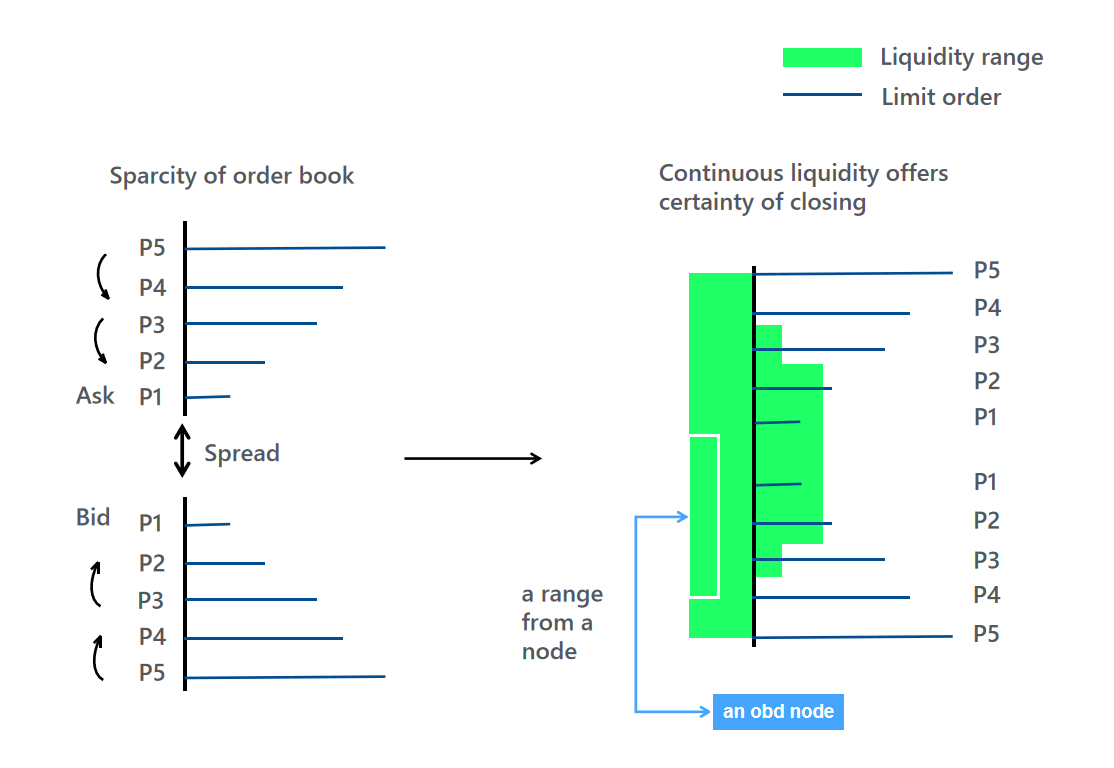 Liquidity range
Limit order
Sparcity of order book
P5
P4
P3
P2
Ask P1
Spread
Bid P1
P2
P3
P4
P5
Continuous liquidity offers
certainty of closing
P5
P4
P3
P2
P1
P1
P2
P3
P4
P5
a range
from a
node
an obd node